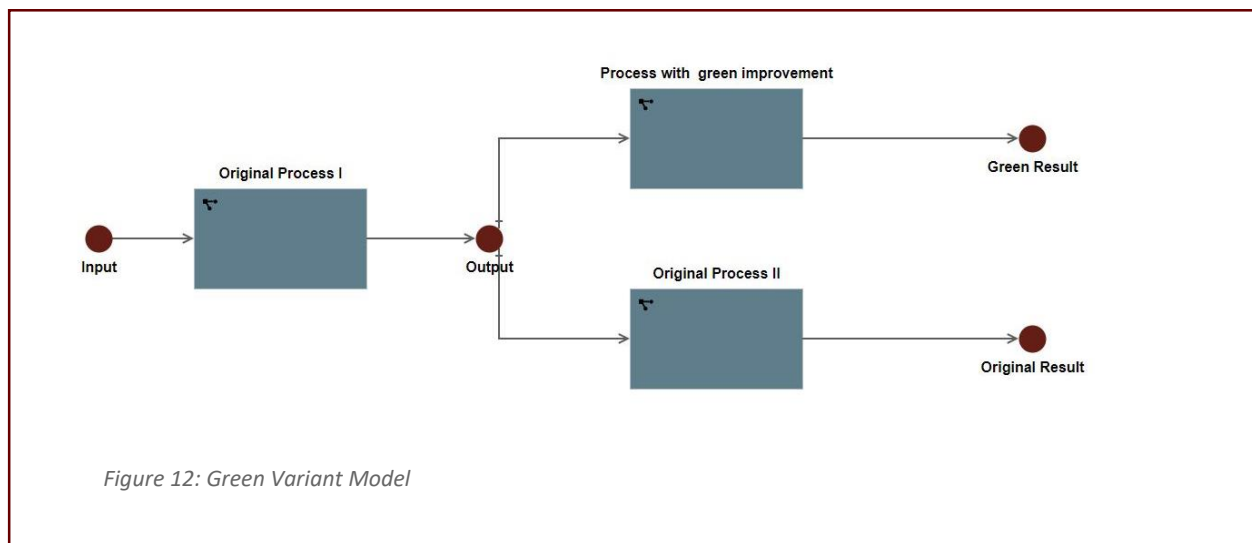 Process with green improvement
Original Process I
Green Result
Input
Output
Original Process II
Original Result
Figure 12: Green Variant Model